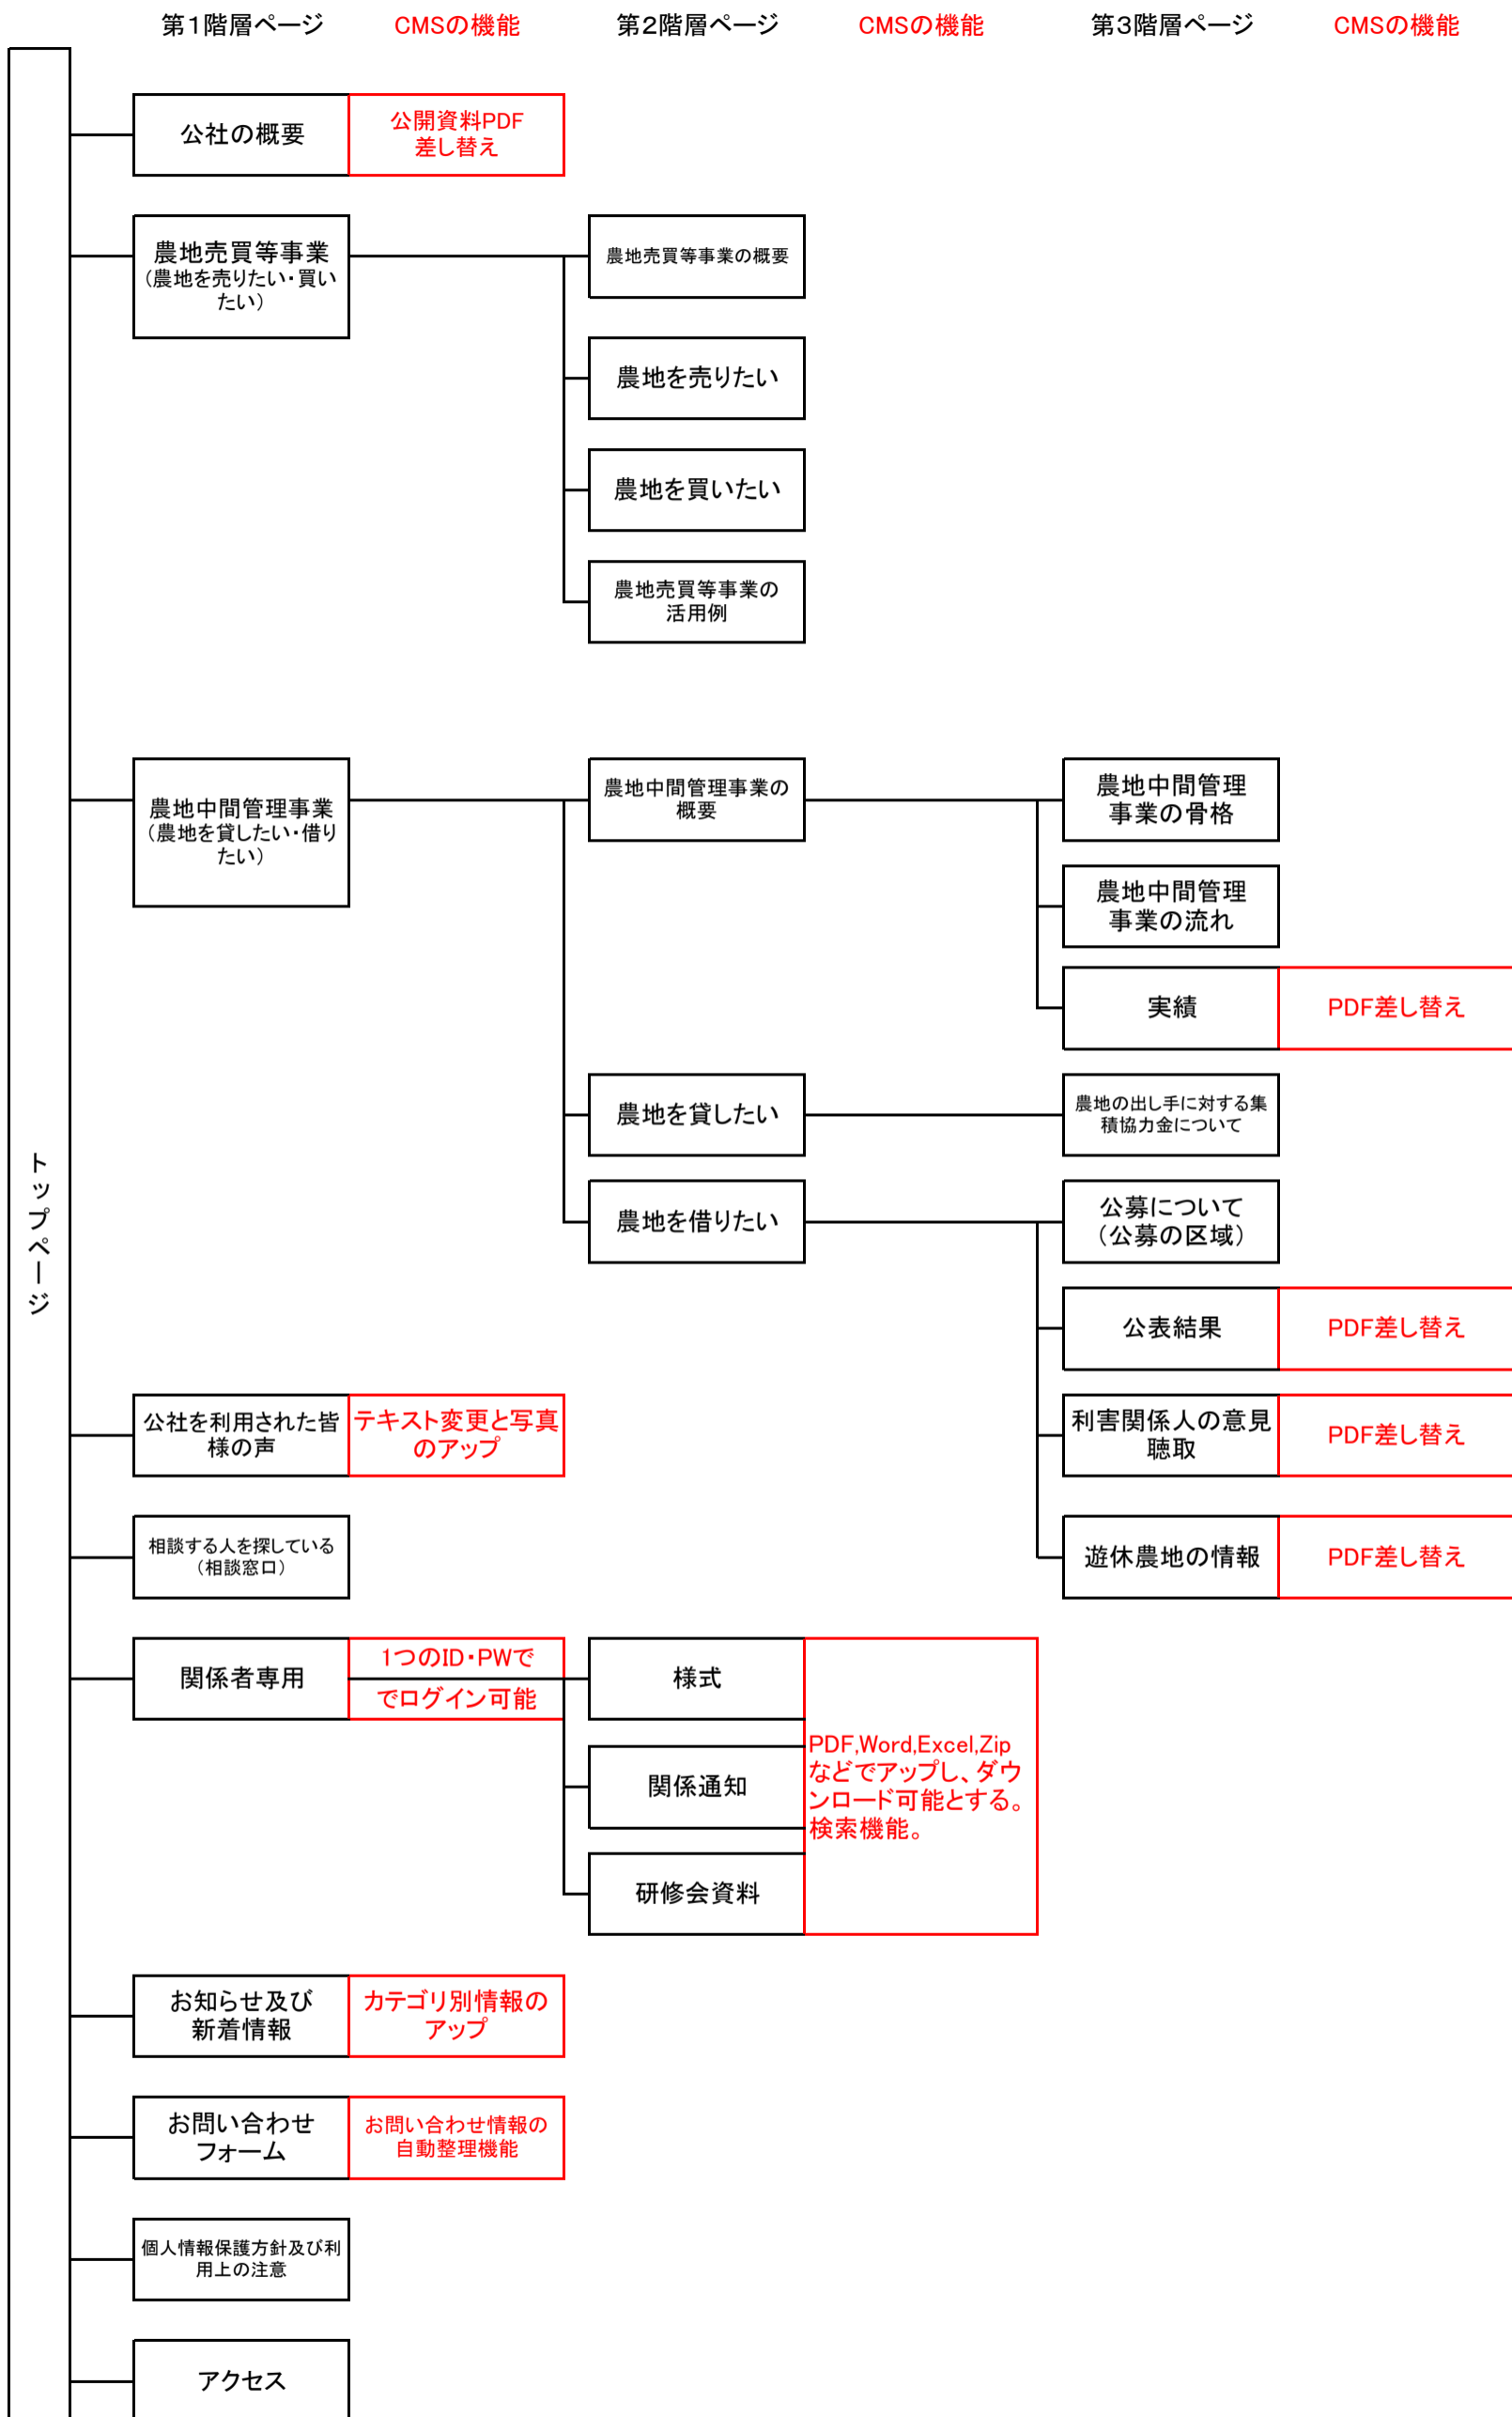 第1階層ページ
CMSの機能
第2階層ページ
CMSの機能
第3階層ページ
CMSの機能
トップページ
公社の概要
公開資料PDF
差し替え
農地売買等事業
（農地を売りたい・買い
たい）
農地売買等事業の概要
農地を売りたい
農地を買いたい
農地売買等事業の
活用例
農地中間管理事業
（農地を貸したい・借り
たい）
農地中間管理事業の
概要
農地中間管理
事業の骨格
農地中間管理
事業の流れ
実績
PDF差し替え
農地を貸したい
農地の出し手に対する集
積協力金について
農地を借りたい
公募について
（公募の区域）
公表結果
PDF差し替え
公社を利用された皆
様の声
テキスト変更と写真
のアップ
利害関係人の意見
聴取
PDF差し替え
相談する人を探している
（相談窓口）
遊休農地の情報
PDF差し替え
関係者専用
1つのID・PWで
でログイン可能
様式
関係通知
研修会資料
PDF,Word,Excel,Zip
などでアップし、ダウ
ンロード可能とする。
検索機能。
お知らせ及び
新着情報
カテゴリ別情報の
アップ
お問い合わせ
フォーム
お問い合わせ情報の
自動整理機能
個人情報保護方針及び利
用上の注意
アクセス